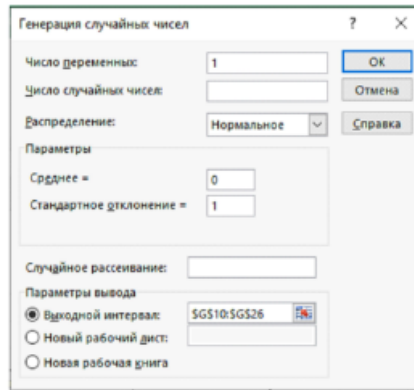 Генерация случайных чисел ? ×
Число переменных: 1 ОК
Число случайных чисел: Отмена
Распределение: Нормальное Справка
Параметры
Среднее = 0
Стандартное отклонение = 1
Случайное рассеивание:
Параметры вывода
Выходной интервал: $G$10:$G$26
Новый рабочий лист:
Новая рабочая книга